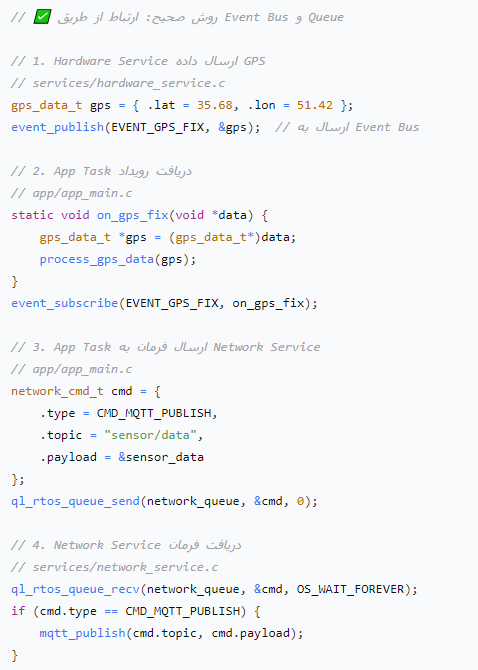 // ✅ روش صحیح: ارتباط از طریق Event Bus و Queue
// 1. Hardware Service ارسال داده GPS
// services/hardware_service.c
gps_data_t gps = { .lat = 35.68, .lon = 51.42 };
event_publish(EVENT_GPS_FIX, &gps);  // ارسال به Event Bus
// 2. App Task دریافت رویداد
// app/app_main.c
static void on_gps_fix(void *data) {
    gps_data_t *gps = (gps_data_t*)data;
    process_gps_data(gps);
}
event_subscribe(EVENT_GPS_FIX, on_gps_fix);
// 3. App Task ارسال فرمان به Network Service
// app/app_main.c
network_cmd_t cmd = {
    .type = CMD_MQTT_PUBLISH,
    .topic = "sensor/data",
    .payload = &sensor_data
};
ql_rtos_queue_send(network_queue, &cmd, 0);
// 4. Network Service دریافت فرمان
// services/network_service.c
ql_rtos_queue_recv(network_queue, &cmd, OS_WAIT_FOREVER);
if (cmd.type == CMD_MQTT_PUBLISH) {
    mqtt_publish(cmd.topic, cmd.payload);
}